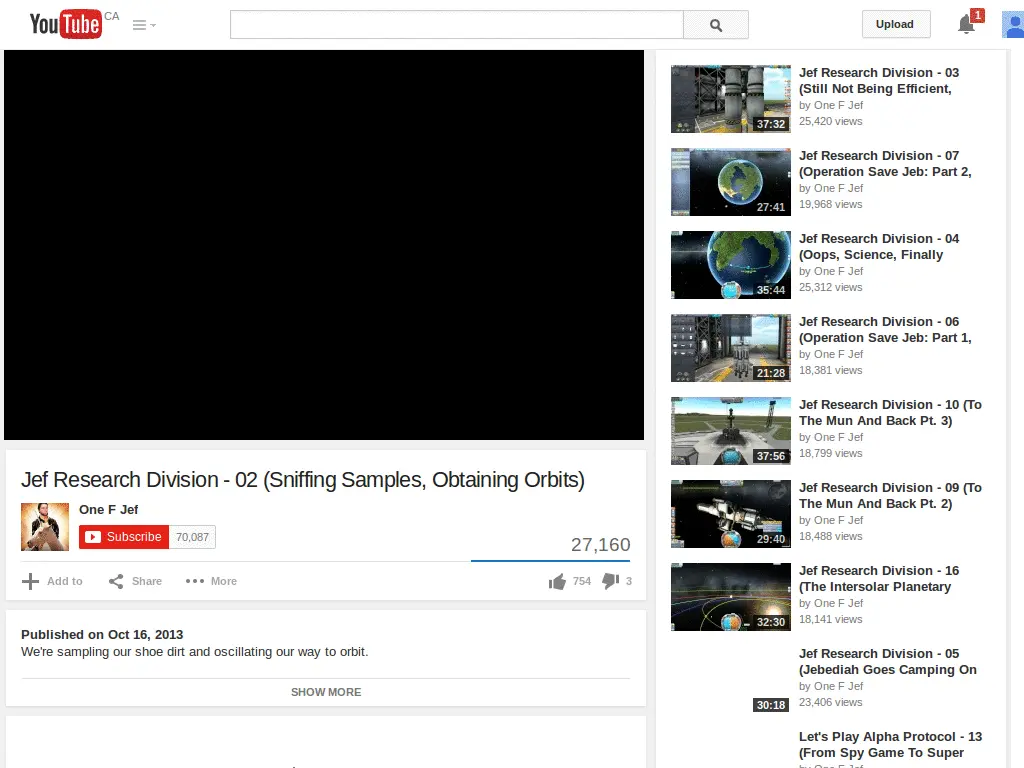 YouTube CA
Upload
1
Jef Research Division - 02 (Sniffing Samples, Obtaining Orbits)
One F Jef
Subscribe 70,087
27,160
Add to Share More 754 3
Published on Oct 16, 2013
We're sampling our shoe dirt and oscillating our way to orbit.
SHOW MORE
37:32
Jef Research Division - 03
(Still Not Being Efficient,
by One F Jef
25,420 views
27:41
Jef Research Division - 07
(Operation Save Jeb: Part 2,
by One F Jef
19,968 views
35:44
Jef Research Division - 04
(Oops, Science, Finally
by One F Jef
25,312 views
21:28
Jef Research Division - 06
(Operation Save Jeb: Part 1,
by One F Jef
18,381 views
37:56
Jef Research Division - 10 (To
The Mun And Back Pt. 3)
by One F Jef
18,799 views
29:40
Jef Research Division - 09 (To
The Mun And Back Pt. 2)
by One F Jef
18,488 views
32:30
Jef Research Division - 16
(The Intersolar Planetary
by One F Jef
18,141 views
30:18
Jef Research Division - 05
(Jebediah Goes Camping On
by One F Jef
23,406 views
Let's Play Alpha Protocol - 13
(From Spy Game To Super
by One F Jef